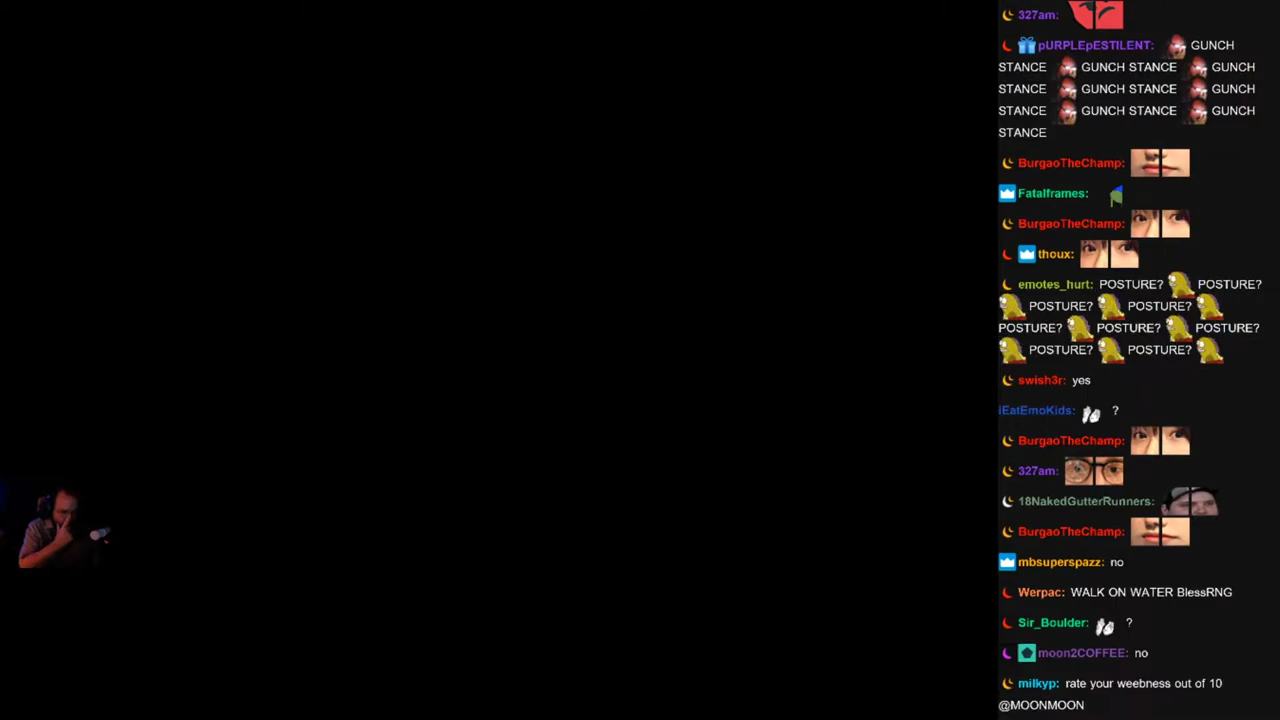 327am:
pURPLEpESTILENT: GUNCH
STANCE GUNCH STANCE GUNCH
STANCE GUNCH STANCE GUNCH
STANCE GUNCH STANCE GUNCH
STANCE
BurgaoTheChamp:
Fatalframes:
BurgaoTheChamp:
thoux:
emotes_hurt: POSTURE? POSTURE?
POSTURE? POSTURE?
POSTURE? POSTURE? POSTURE?
POSTURE? POSTURE?
swish3r: yes
iEatEmoKids: ?
BurgaoTheChamp:
327am:
18NakedGutterRunners:
BurgaoTheChamp:
mbsuperspazz: no
Werpac: WALK ON WATER BlessRNG
Sir_Boulder: ?
moon2COFFEE: no
milkyp: rate your weebness out of 10
@MOONMOON